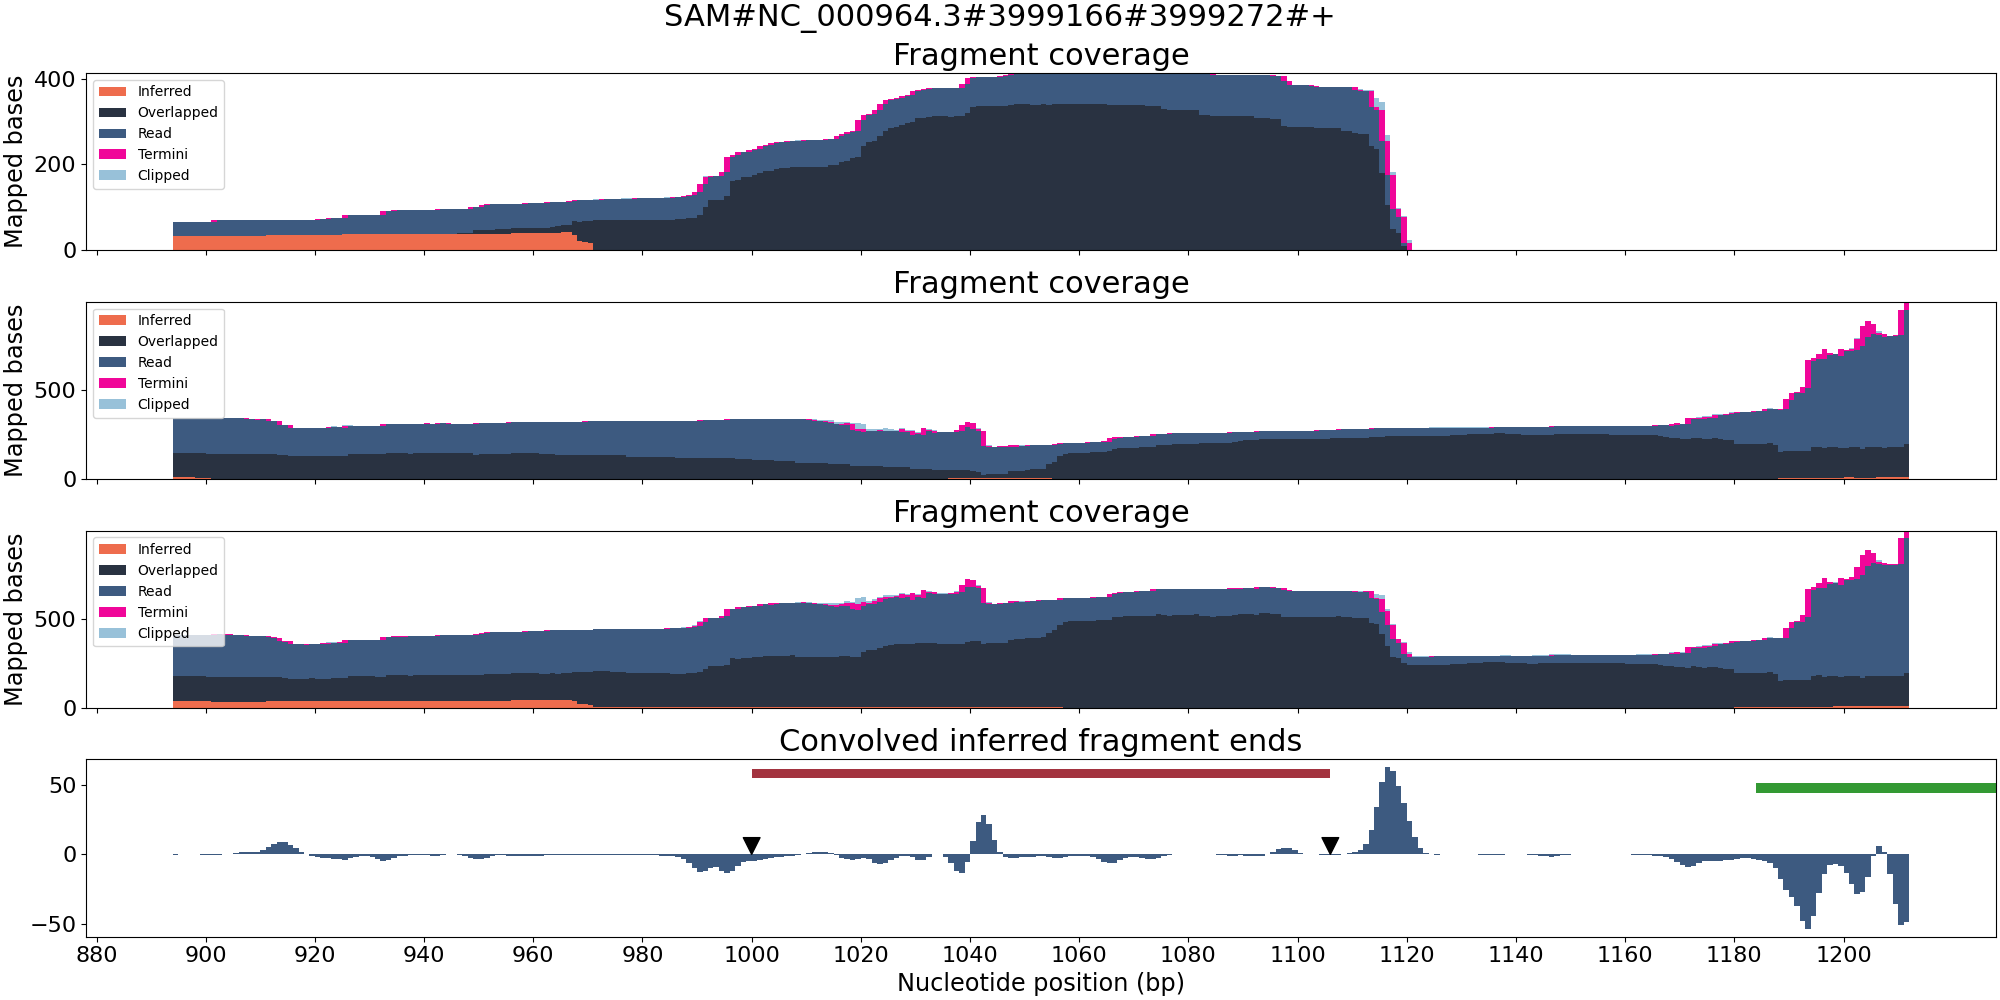 SAM#NC_000964.3#3999166#3999272#+
Fragment coverage
Mapped bases
400
200
0
Inferred
Overlapped
Read
Termini
Clipped
Fragment coverage
Mapped bases
500
0
Inferred
Overlapped
Read
Termini
Clipped
Fragment coverage
Mapped bases
500
0
Inferred
Overlapped
Read
Termini
Clipped
Convolved inferred fragment ends
50
0
−50
880 900 920 940 960 980 1000 1020 1040 1060 1080 1100 1120 1140 1160 1180 1200
Nucleotide position (bp)